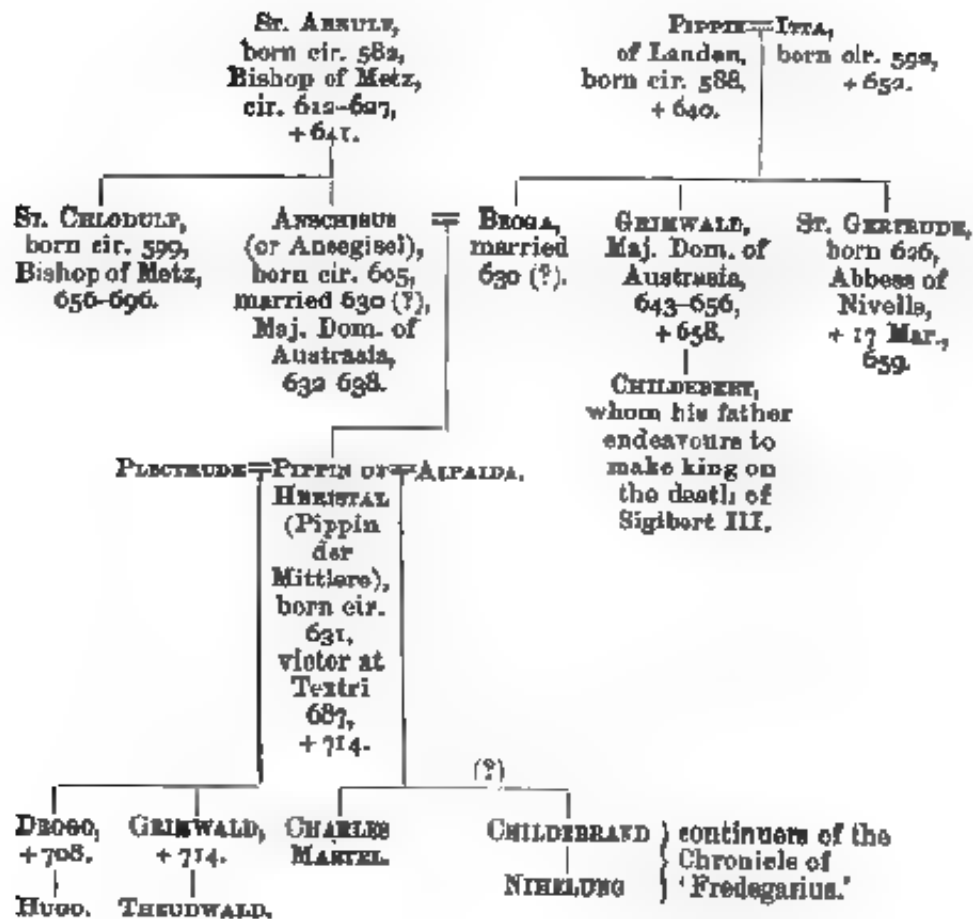 ST. ARNULF,
born cir. 582,
Bishop of Metz,
cir. 612-627,
+641.
PIPPIN=ITTA,
of Landen,
born cir. 588,
+640.
born cir. 592,
+652.
ST. CHLODULF,
born cir. 599,
Bishop of Metz,
656-696.
ANSCHISUS
(or Ansegisel),
born cir. 605,
married 630 (?),
Maj. Dom. of
Austrasia,
632 638.
=
BEGGA,
married
630 (?).
GRIMWALD,
Maj. Dom. of
Austrasia,
643-656,
+658.
ST. GERTRUDE,
born 626,
Abbess of
Nivelle,
+17 Mar.,
659.
CHILDEBERT,
whom his father
endeavours to
make king on
the death of
Sigibert III.
PLECTRUDE=PIPPIN OF=ALPAIDA.
HERISTAL
(Pippin
der
Mittlere),
born cir.
631,
victor at
Textri
687,
+714.
(?)
DROGO,
+708.
HUGO.
GRIMWALD,
+714.
THEUDWALD.
CHARLES
MARTEL.
CHILDEBRAND
NIBELUNG
continuers of the
Chronicle of
'Fredegarius.'